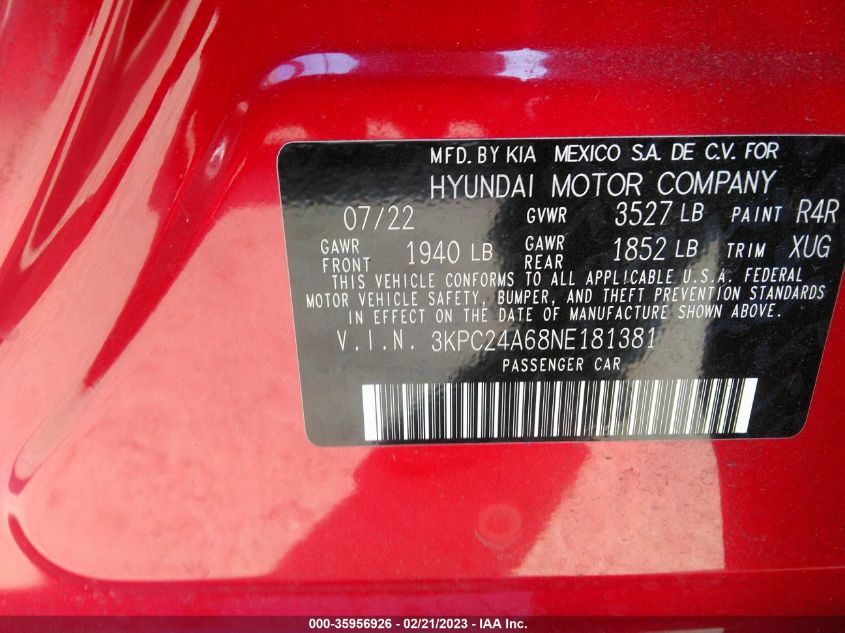 MFD. BY KIA MEXICO S.A. DE C.V. FOR
HYUNDAI MOTOR COMPANY
07/22 GVWR 3527 LB PAINT R4R
GAWR FRONT 1940 LB GAWR REAR 1852 LB TRIM XUG
THIS VEHICLE CONFORMS TO ALL APPLICABLE U.S.A. FEDERAL
MOTOR VEHICLE SAFETY, BUMPER, AND THEFT PREVENTION STANDARDS
IN EFFECT ON THE DATE OF MANUFACTURE SHOWN ABOVE.
V.I.N. 3KPC24A68NE181381
PASSENGER CAR
000-35956926 - 02/21/2023 - IAA Inc.